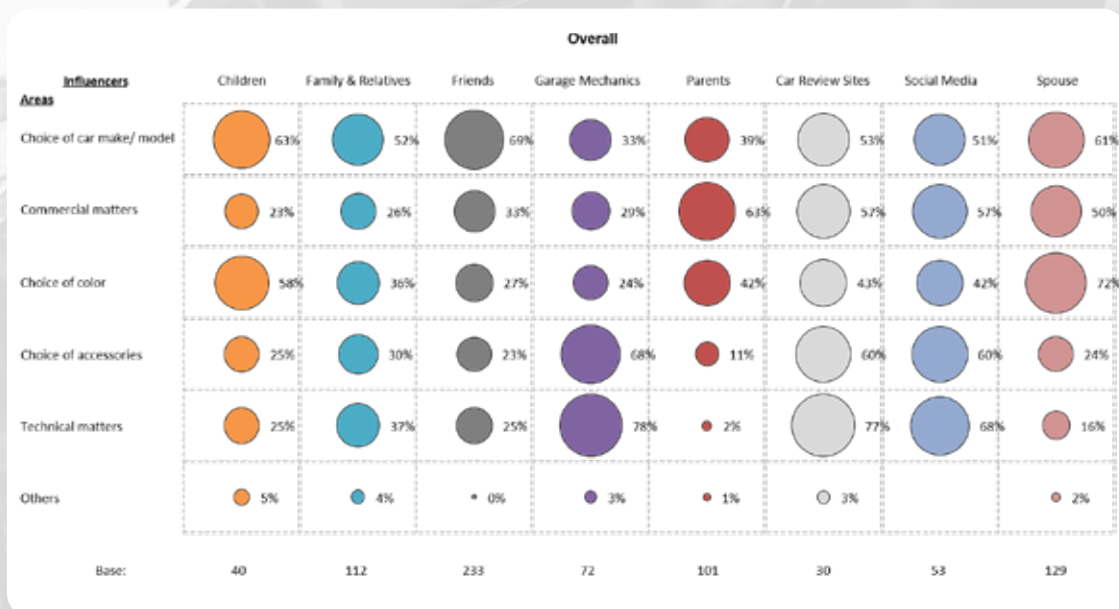 Overall
Influencers Children Family & Relatives Friends Garage Mechanics Parents Car Review Sites Social Media Spouse
Areas
Choice of car make/ model 63% 52% 69% 33% 39% 53% 51% 61%
Commercial matters 23% 26% 33% 29% 63% 57% 57% 50%
Choice of color 58% 36% 27% 24% 42% 43% 42% 72%
Choice of accessories 25% 30% 23% 68% 11% 60% 60% 24%
Technical matters 25% 37% 25% 78% 2% 77% 68% 16%
Others 5% 4% 0% 3% 1% 3% 2%
Base: 40 112 233 72 101 30 53 129